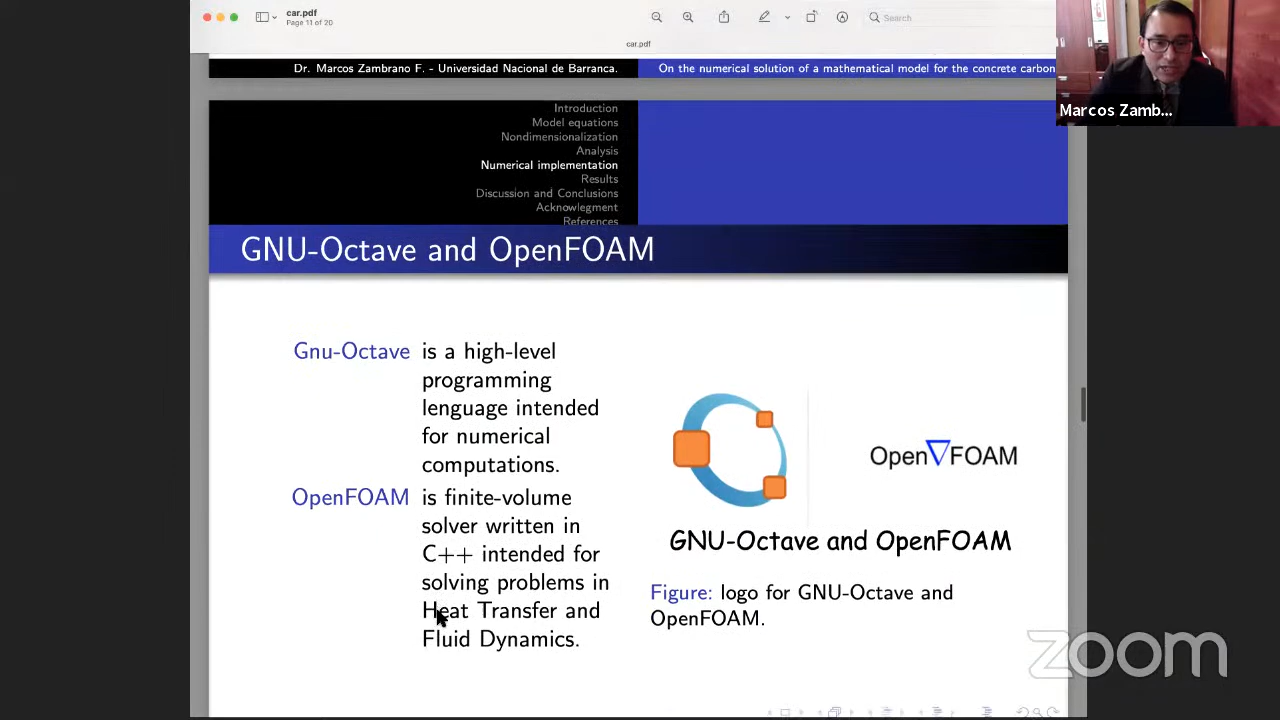 car.pdf
Page 11 of 20
Search
car.pdf
Marcos Zamb...
Dr. Marcos Zambrano F. - Universidad Nacional de Barranca.
On the numerical solution of a mathematical model for the concrete carbon
Introduction
Model equations
Nondimensionalization
Analysis
Numerical implementation
Results
Discussion and Conclusions
Acknowlegment
References
GNU-Octave and OpenFOAM
Gnu-Octave is a high-level
programming
lenguage intended
for numerical
computations.
OpenFOAM is finite-volume
solver written in
C++ intended for
solving problems in
Heat Transfer and
Fluid Dynamics.
Open∇FOAM
GNU-Octave and OpenFOAM
Figure: logo for GNU-Octave and
OpenFOAM.
zoom